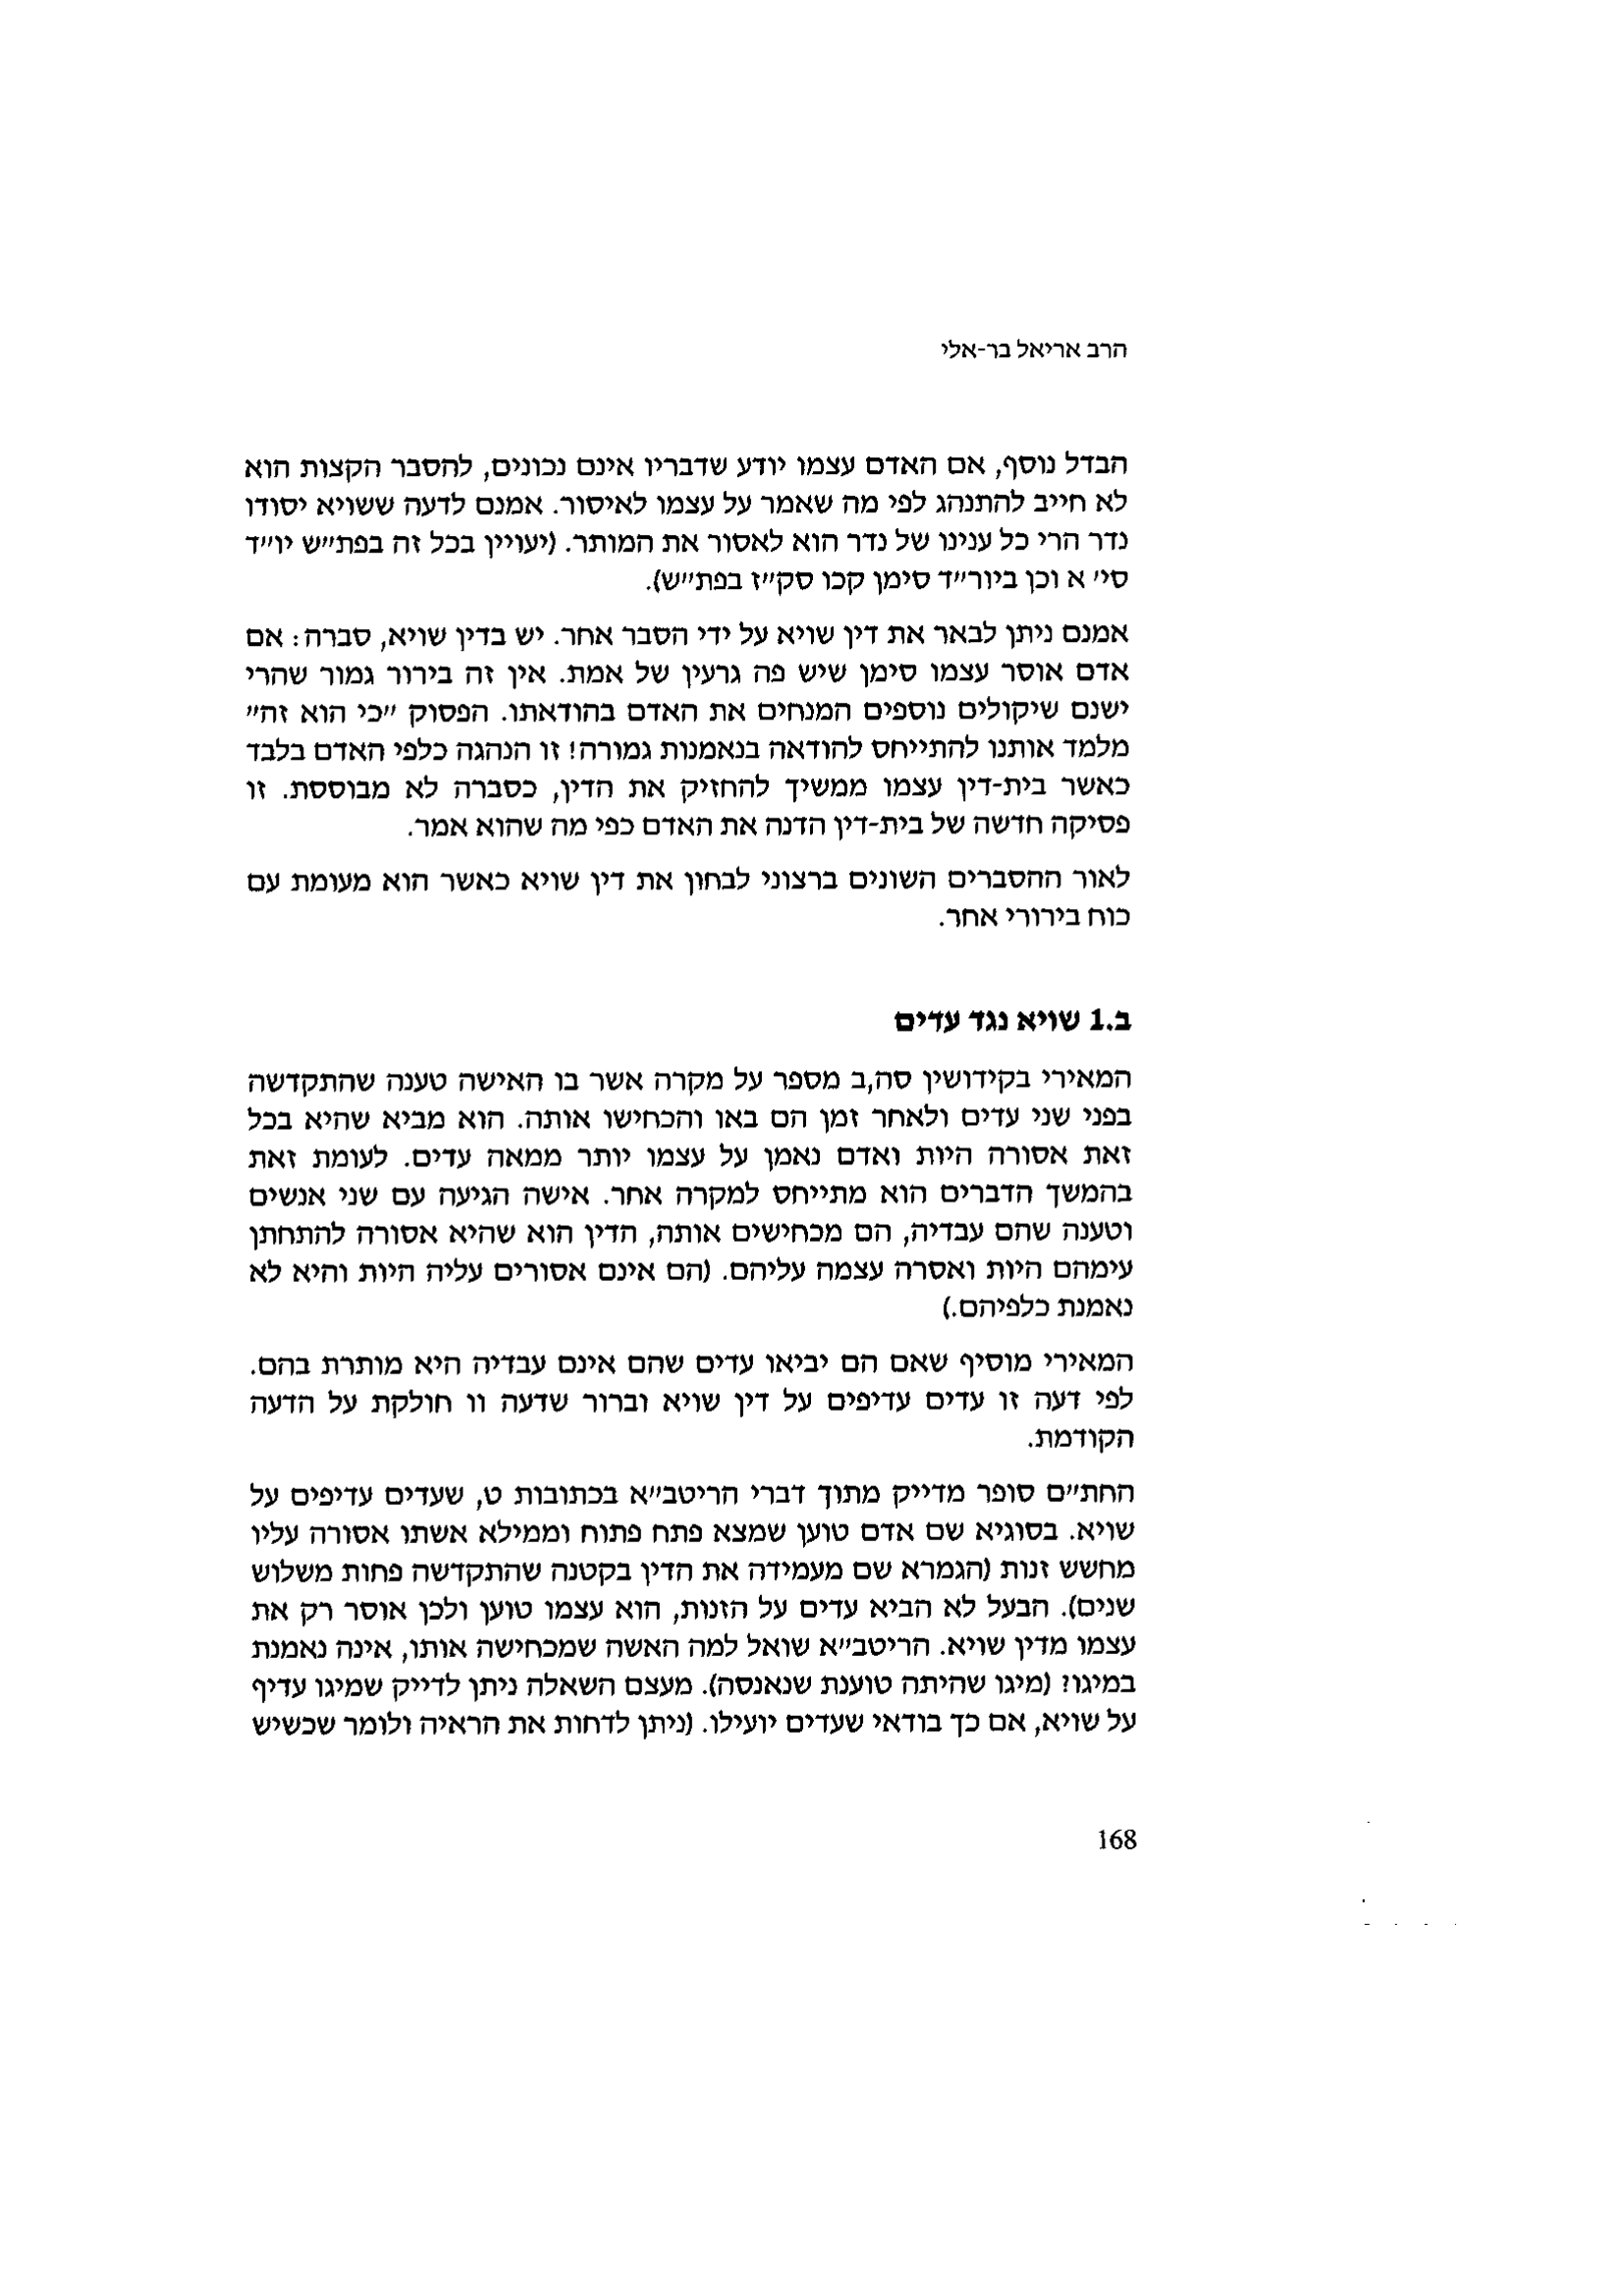 הרב אריאל בר-אלי
הבדל נוסף, אם האדם עצמו יודע שדבריו אינם נכונים, להסבר הקצות הוא
לא חייב להתנהג לפי מה שאמר על עצמו לאיסור. אמנם לדעה ששויא יסודו
נדר הרי כל ענינו של נדר הוא לאסור את המותר. (יעויין בכל זה בפת״ש יו״ד
סי׳ א וכן ביור״ד סימן קכו סק״ז בפת״ש).
אמנם ניתן לבאר את דין שויא על ידי הסבר אחר. יש בדין שויא, סברה: אם
אדם אוסר עצמו סימן שיש פה גרעין של אמת. אין זה בירור גמור שהרי
ישנם שיקולים נוספים המנחים את האדם בהודאתו. הפסוק ״כי הוא זה״
מלמד אותנו להתייחס להודאה בנאמנות גמורה! זו הנהגה כלפי האדם בלבד
כאשר בית-דין עצמו ממשיך להחזיק את הדין, כסברה לא מבוססת. זו
פסיקה חדשה של בית-דין הדנה את האדם כפי מה שהוא אמר.
לאור ההסברים השונים ברצוני לבחון את דין שויא כאשר הוא מעומת עם
כוח בירורי אחר.
ב.1 שויא נגד עדים
המאירי בקידושין סה,ב מספר על מקרה אשר בו האישה טענה שהתקדשה
בפני שני עדים ולאחר זמן הם באו והכחישו אותה. הוא מביא שהיא בכל
זאת אסורה היות ואדם נאמן על עצמו יותר ממאה עדים. לעומת זאת
בהמשך הדברים הוא מתייחס למקרה אחר. אישה הגיעה עם שני אנשים
וטענה שהם עבדיה, הם מכחישים אותה, הדין הוא שהיא אסורה להתחתן
עימהם היות ואסרה עצמה עליהם. (הם אינם אסורים עליה היות והיא לא
נאמנת כלפיהם.)
המאירי מוסיף שאם הם יביאו עדים שהם אינם עבדיה היא מותרת בהם.
לפי דעה זו עדים עדיפים על דין שויא וברור שדעה וו חולקת על הדעה
הקודמת.
החת״ם סופר מדייק מתוך דברי הריטב״א בכתובות ט, שעדים עדיפים על
שויא. בסוגיא שם אדם טוען שמצא פתח פתוח וממילא אשתו אסורה עליו
מחשש זנות (הגמרא שם מעמידה את הדין בקטנה שהתקדשה פחות משלוש
שנים). הבעל לא הביא עדים על הזנות, הוא עצמו טוען ולכן אוסר רק את
עצמו מדין שויא. הריטב״א שואל למה האשה שמכחישה אותו, אינה נאמנת
במיגו? (מיגו שהיתה טוענת שנאנסה). מעצם השאלה ניתן לדייק שמיגו עדיף
על שויא, אם כך בודאי שעדים יועילו. (ניתן לדחות את הראיה ולומר שכשיש
168